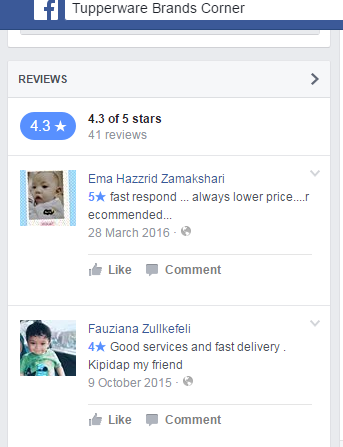 Tupperware Brands Corner
REVIEWS
4.3 ★
4.3 of 5 stars
41 reviews
Ema Hazzrid Zamakshari
5★ fast respond ... always lower price....r
ecommended...
28 March 2016 ·
Like Comment
Fauziana Zullkefeli
4★ Good services and fast delivery .
Kipidap my friend
9 October 2015 ·
Like Comment